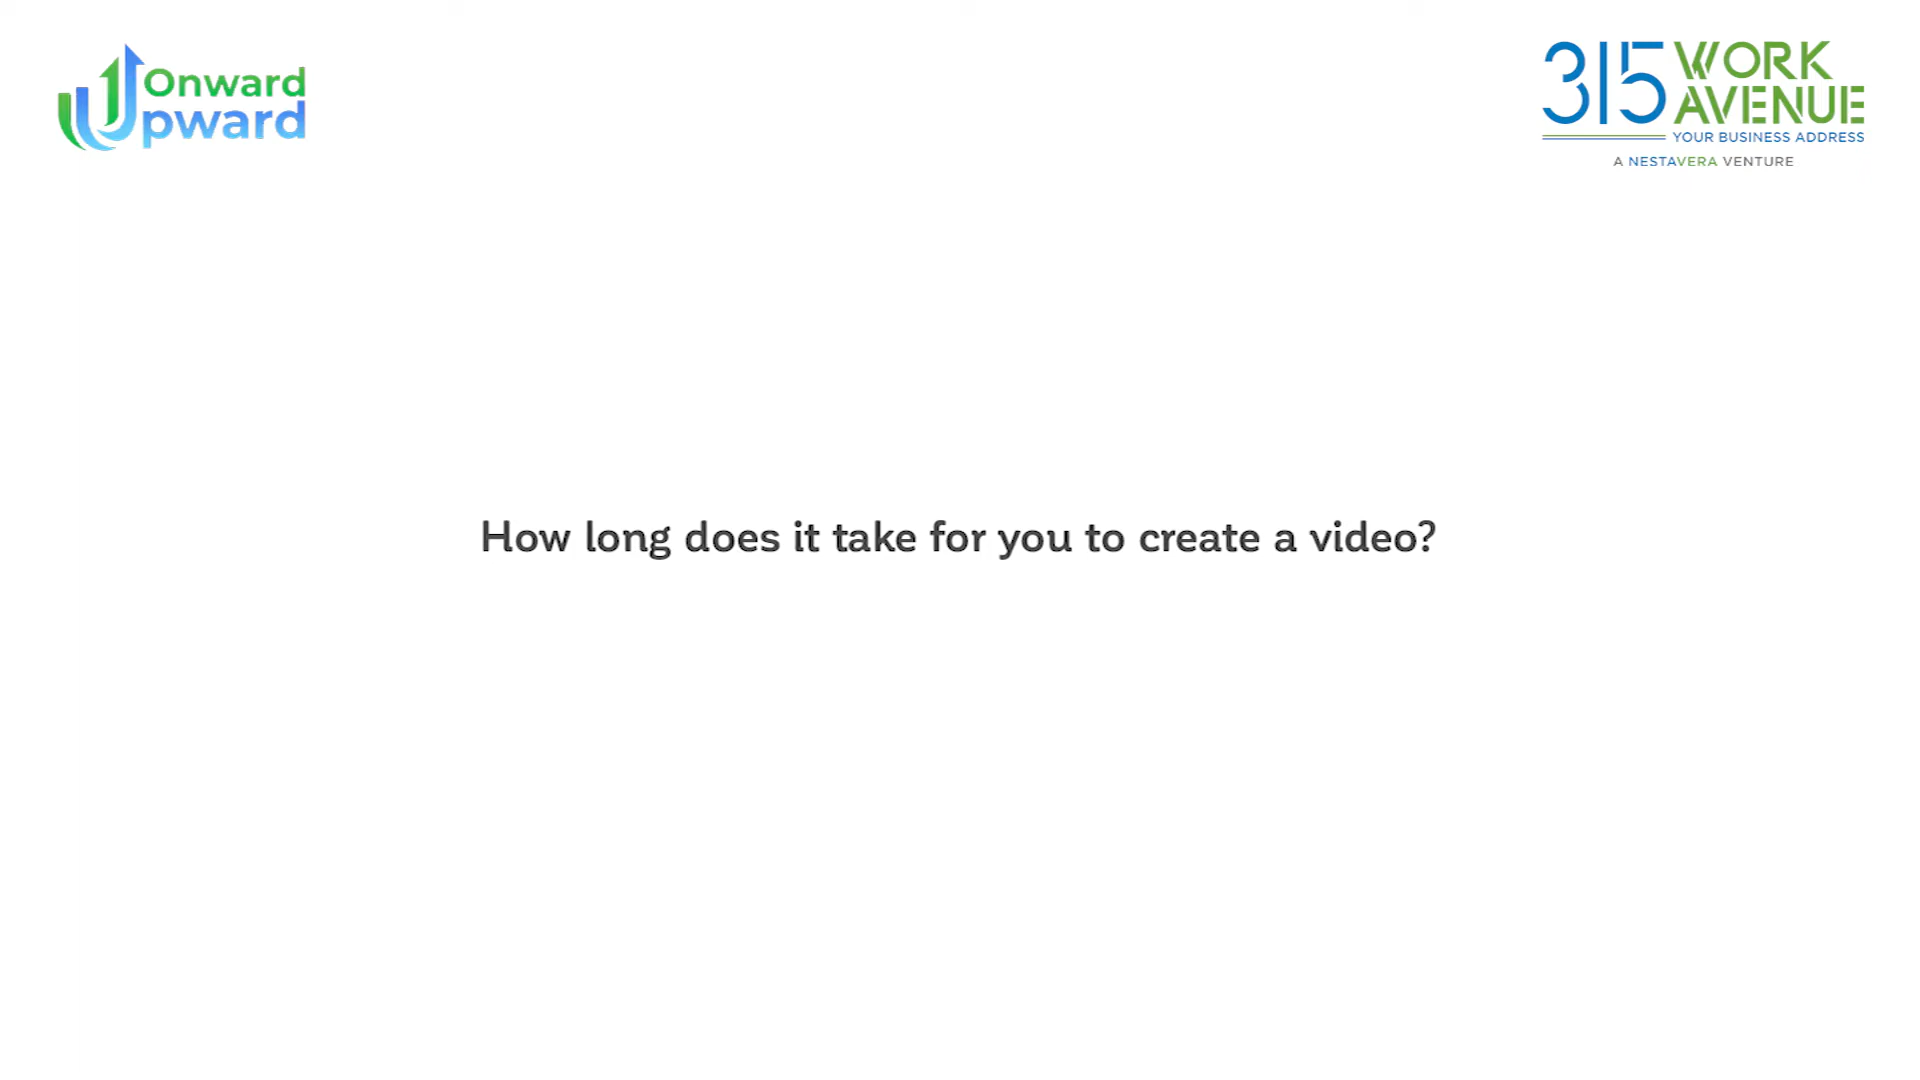 Onward
Upward
315 WORK
AVENUE
YOUR BUSINESS ADDRESS
A NESTAVERA VENTURE
How long does it take for you to create a video?